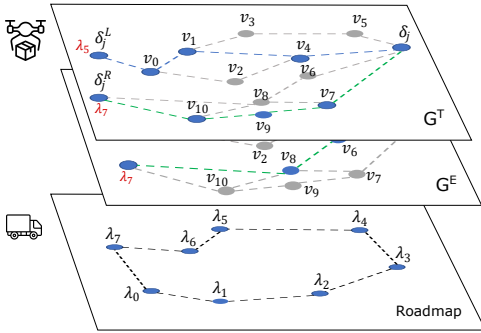 v₃
v₅
δⱼᴸ
v₁
δⱼ
λ₅
v₀
v₄
v₂
v₆
δⱼᴿ
v₈
v₇
λ₇
v₁₀
v₉
Gᵀ
v₂
v₆
v₈
λ₇
v₁₀
v₇
v₉
Gᴱ
λ₅
λ₄
λ₇
λ₆
λ₃
λ₀
λ₁
λ₂
Roadmap